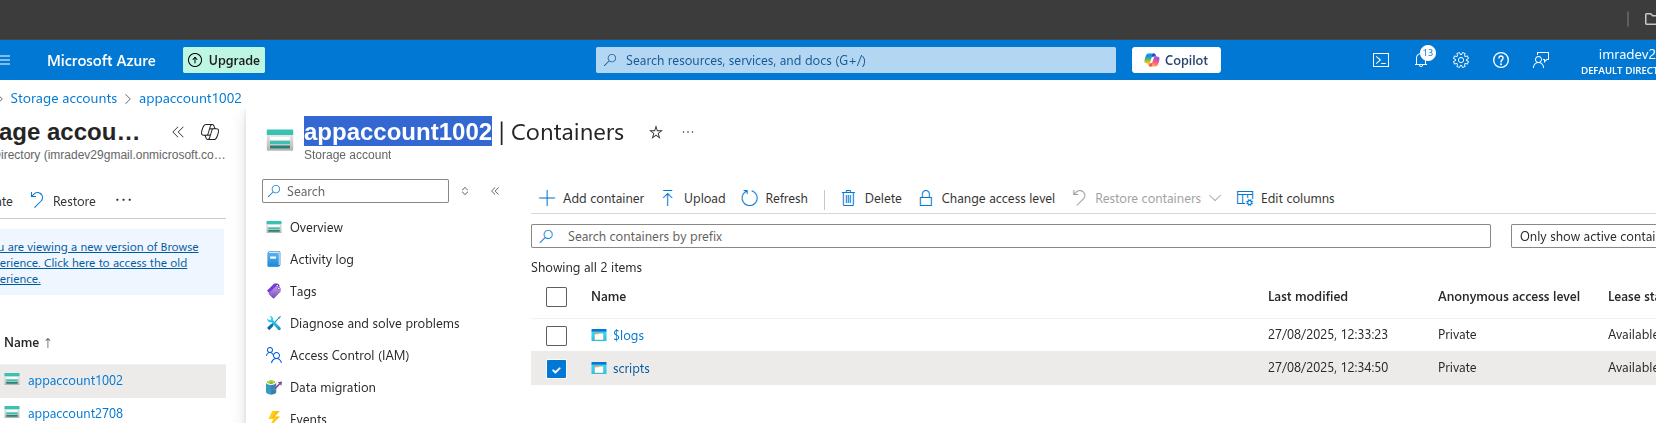 Microsoft Azure
Upgrade
Search resources, services, and docs (G+/)
Copilot
13
imradev2
DEFAULT DIRECT
Storage accounts
appaccount1002
age accou...
irectory (imradev29gmail.onmicrosoft.co...
te
Restore
u are viewing a new version of Browse
erience. Click here to access the old
erience.
Name
appaccount1002
appaccount2708
appaccount1002 | Containers
Storage account
Search
Overview
Activity log
Tags
Diagnose and solve problems
Access Control (IAM)
Data migration
Events
Add container
Upload
Refresh
Delete
Change access level
Restore containers
Edit columns
Search containers by prefix
Only show active contai
Showing all 2 items
Name Last modified Anonymous access level Lease sta
$logs 27/08/2025, 12:33:23 Private Available
scripts 27/08/2025, 12:34:50 Private Available